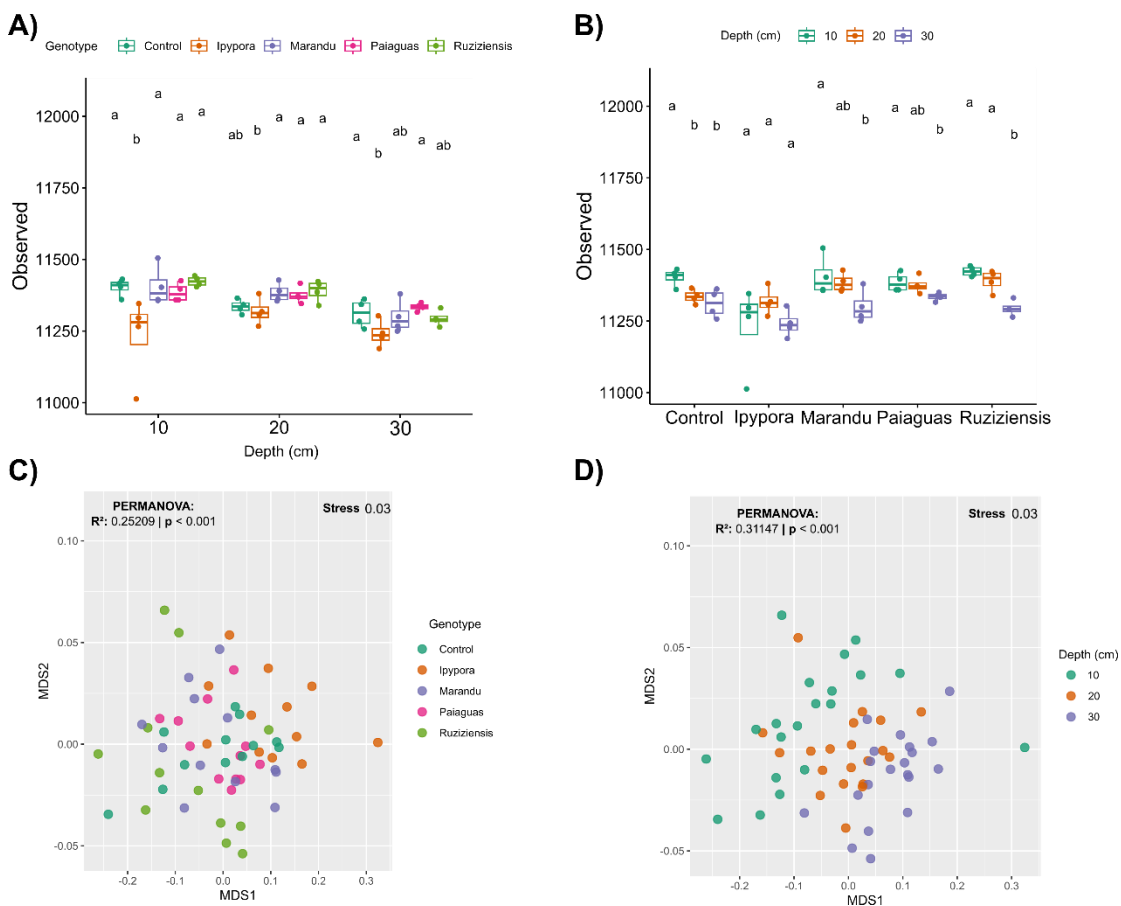 A)
Genotype Control Ipypora Marandu Paiaguas Ruziziensis
Observed
12000
11750
11500
11250
11000
a b a a a ab b a a a a b ab a ab
10 20 30
Depth (cm)
B)
Depth (cm) 10 20 30
Observed
12000
11750
11500
11250
11000
a b b a a a a ab b a ab b a a b
Control Ipypora Marandu Paiaguas Ruziziensis
C)
PERMANOVA:
R²: 0.25209 | p < 0.001
Stress 0.03
MDS2
0.10
0.05
0.00
-0.05
-0.2 -0.1 0.0 0.1 0.2 0.3
MDS1
Genotype
Control
Ipypora
Marandu
Paiaguas
Ruziziensis
D)
PERMANOVA:
R²: 0.31147 | p < 0.001
Stress 0.03
MDS2
0.10
0.05
0.00
-0.05
-0.2 -0.1 0.0 0.1 0.2 0.3
MDS1
Depth (cm)
10
20
30